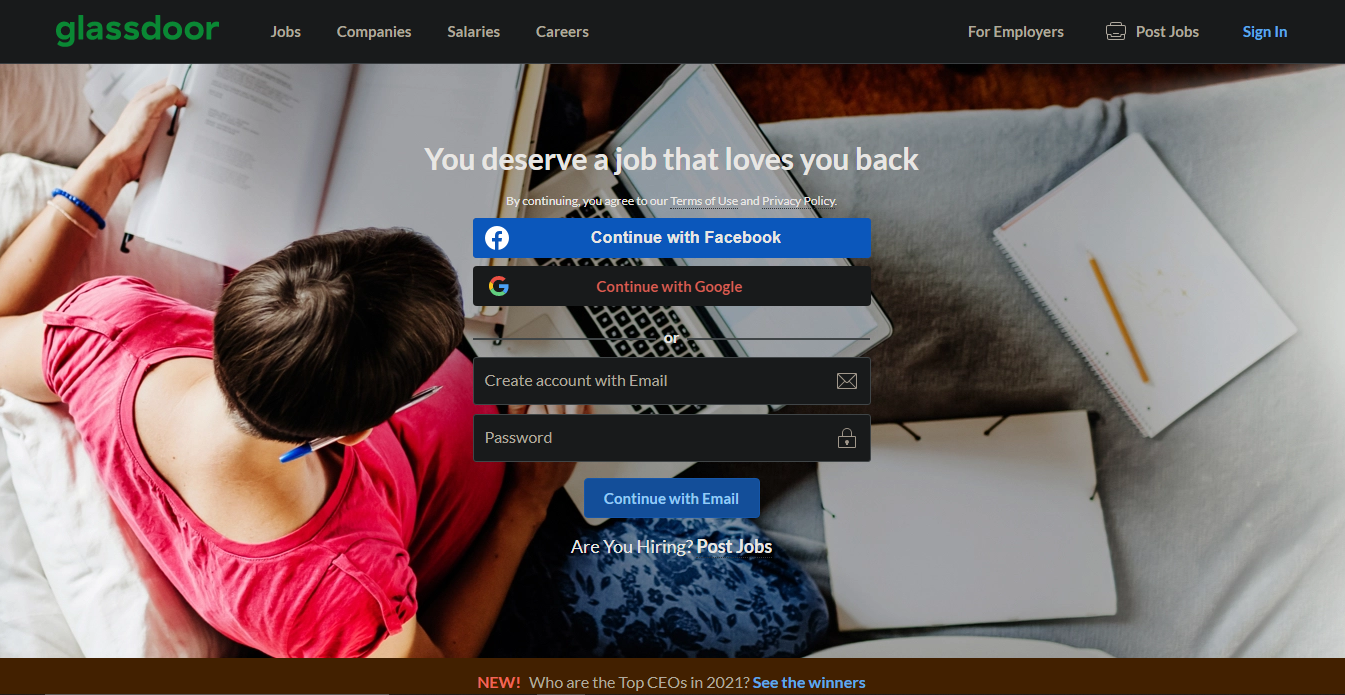 glassdoor Jobs Companies Salaries Careers For Employers Post Jobs Sign In
You deserve a job that loves you back
By continuing, you agree to our Terms of Use and Privacy Policy.
Continue with Facebook
Continue with Google
or
Create account with Email
Password
Continue with Email
Are You Hiring? Post Jobs
NEW! Who are the Top CEOs in 2021? See the winners